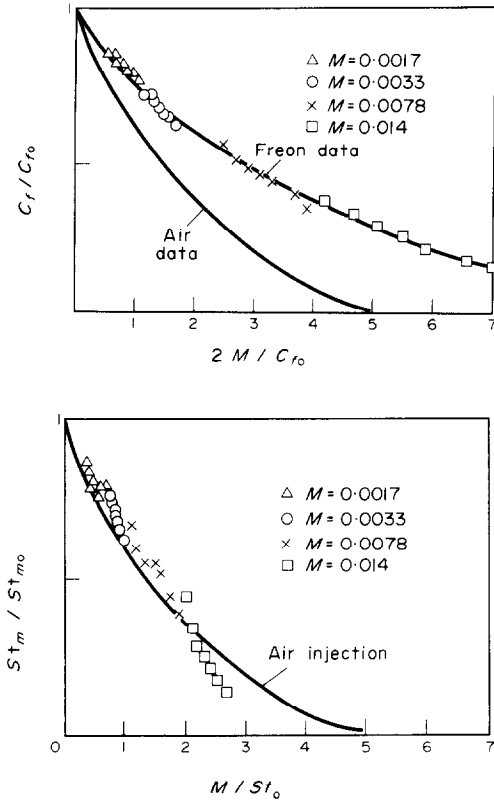 1
C_f / C_fo
△ M=0·0017
○ M=0·0033
× M=0·0078
□ M=0·014
Freon data
Air
data
1 2 3 4 5 6 7
2 M / C_fo
1
St_m / St_mo
△ M=0·0017
○ M=0·0033
× M=0·0078
□ M=0·014
Air injection
0 1 2 3 4 5 6 7
M / St_o